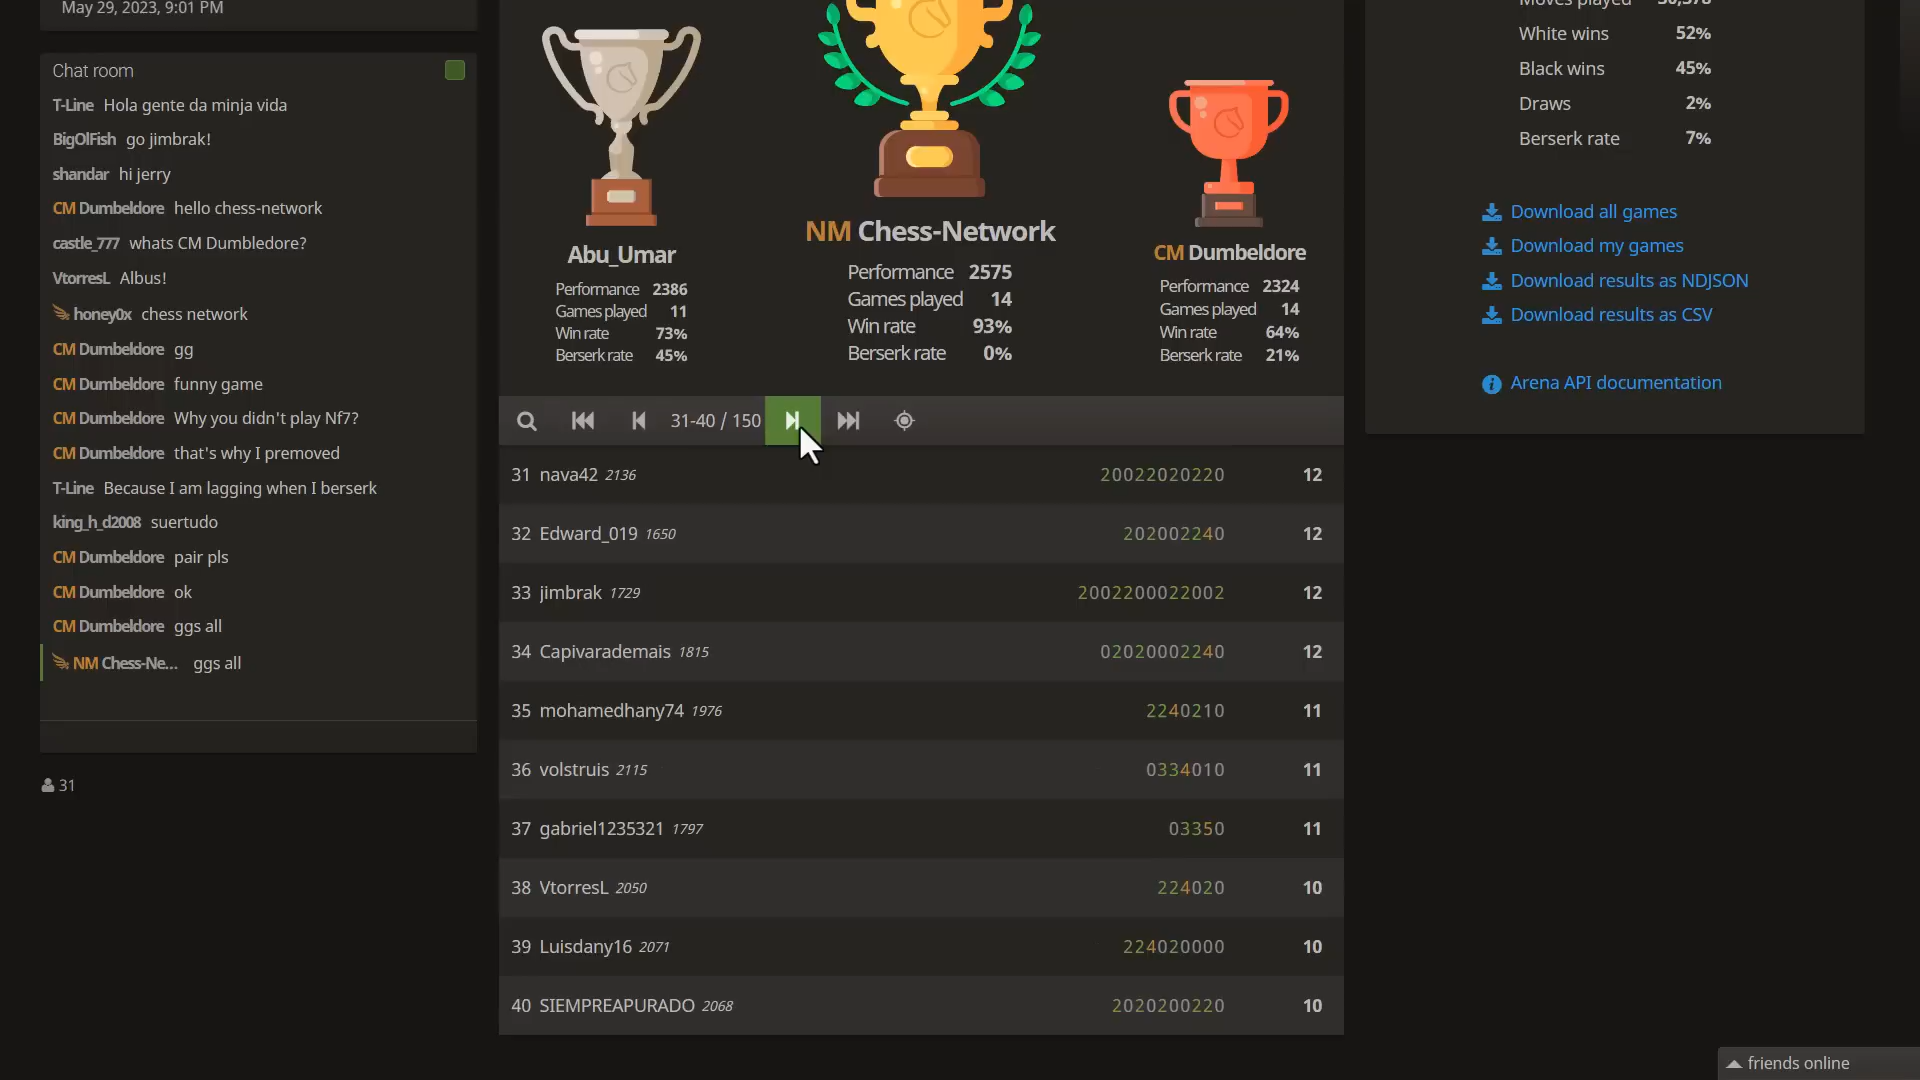 May 29, 2023, 9:01 PM
Chat room
T-Line Hola gente da minja vida
BigOlFish go jimbrak!
shandar hi jerry
CM Dumbeldore hello chess-network
castle_777 whats CM Dumbledore?
VtorresL Albus!
honey0x chess network
CM Dumbeldore gg
CM Dumbeldore funny game
CM Dumbeldore Why you didn't play Nf7?
CM Dumbeldore that's why I premoved
T-Line Because I am lagging when I berserk
king_h_d2008 suertudo
CM Dumbeldore pair pls
CM Dumbeldore ok
CM Dumbeldore ggs all
NM Chess-Ne... ggs all
31
Abu_Umar
Performance 2386
Games played 11
Win rate 73%
Berserk rate 45%
NM Chess-Network
Performance 2575
Games played 14
Win rate 93%
Berserk rate 0%
CM Dumbeldore
Performance 2324
Games played 14
Win rate 64%
Berserk rate 21%
31-40 / 150
31 nava42 2136 20022020220 12
32 Edward_019 1650 202002240 12
33 jimbrak 1729 2002200022002 12
34 Capivarademais 1815 02020002240 12
35 mohamedhany74 1976 2240210 11
36 volstruis 2115 0334010 11
37 gabriel1235321 1797 03350 11
38 VtorresL 2050 224020 10
39 Luisdany16 2071 224020000 10
40 SIEMPREAPURADO 2068 2020200220 10
Moves played
White wins 52%
Black wins 45%
Draws 2%
Berserk rate 7%
Download all games
Download my games
Download results as NDJSON
Download results as CSV
Arena API documentation
friends online